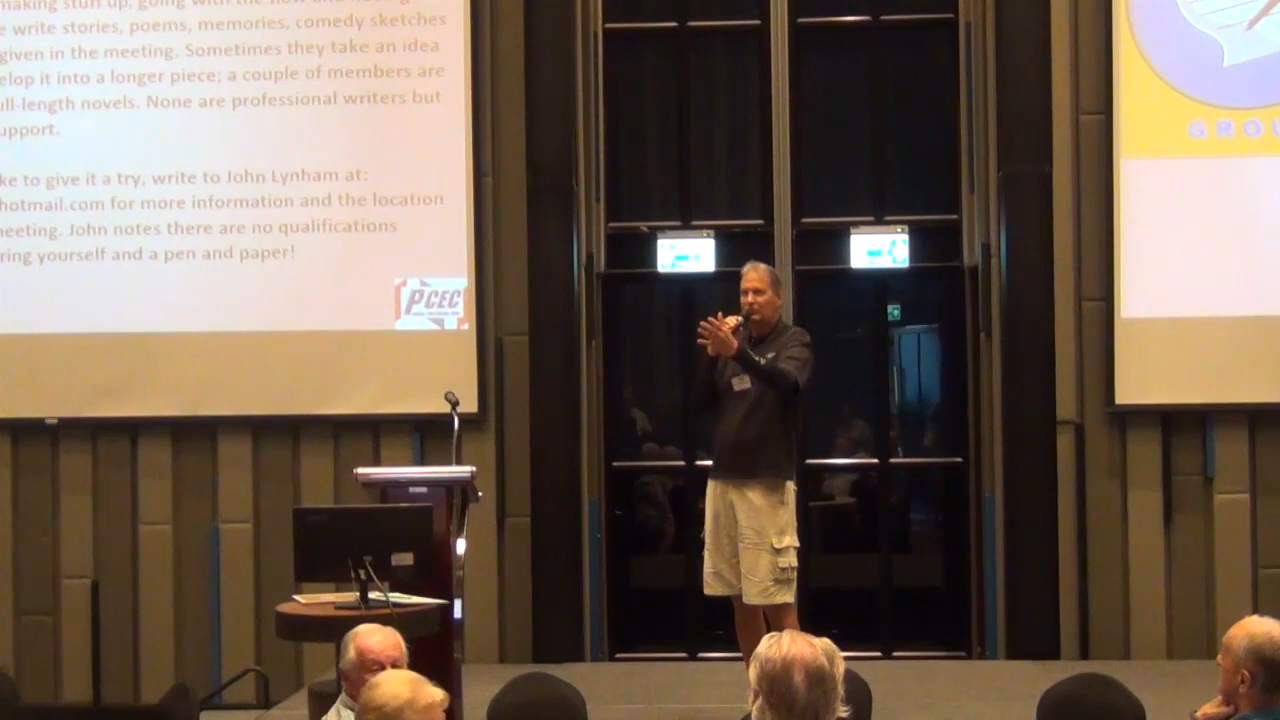 making stuff up, going with the flow and having
e write stories, poems, memories, comedy sketches
given in the meeting. Sometimes they take an idea
elop it into a longer piece; a couple of members are
ull-length novels. None are professional writers but
upport.
ke to give it a try, write to John Lynham at:
hotmail.com for more information and the location
meeting. John notes there are no qualifications
ring yourself and a pen and paper!
PCEC
GROU